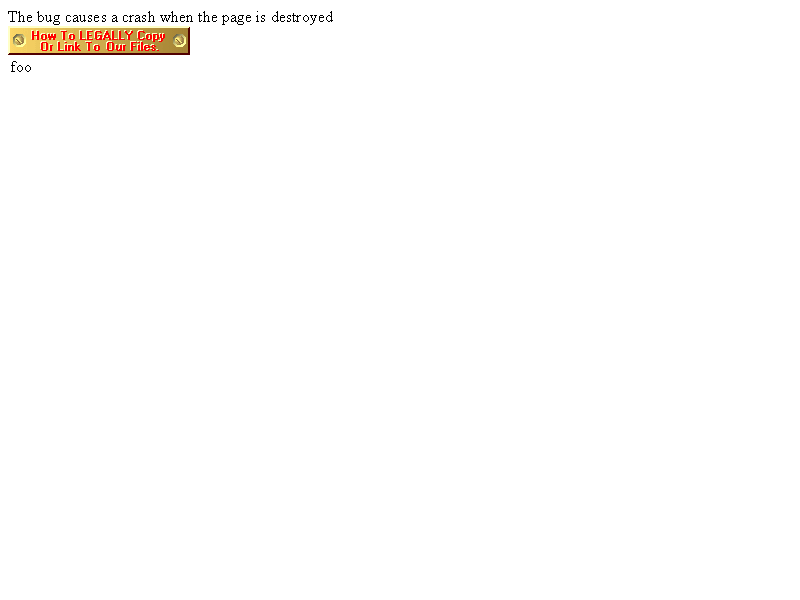 The bug causes a crash when the page is destroyed
How To LEGALLY Copy
Or Link To Our Files.
foo